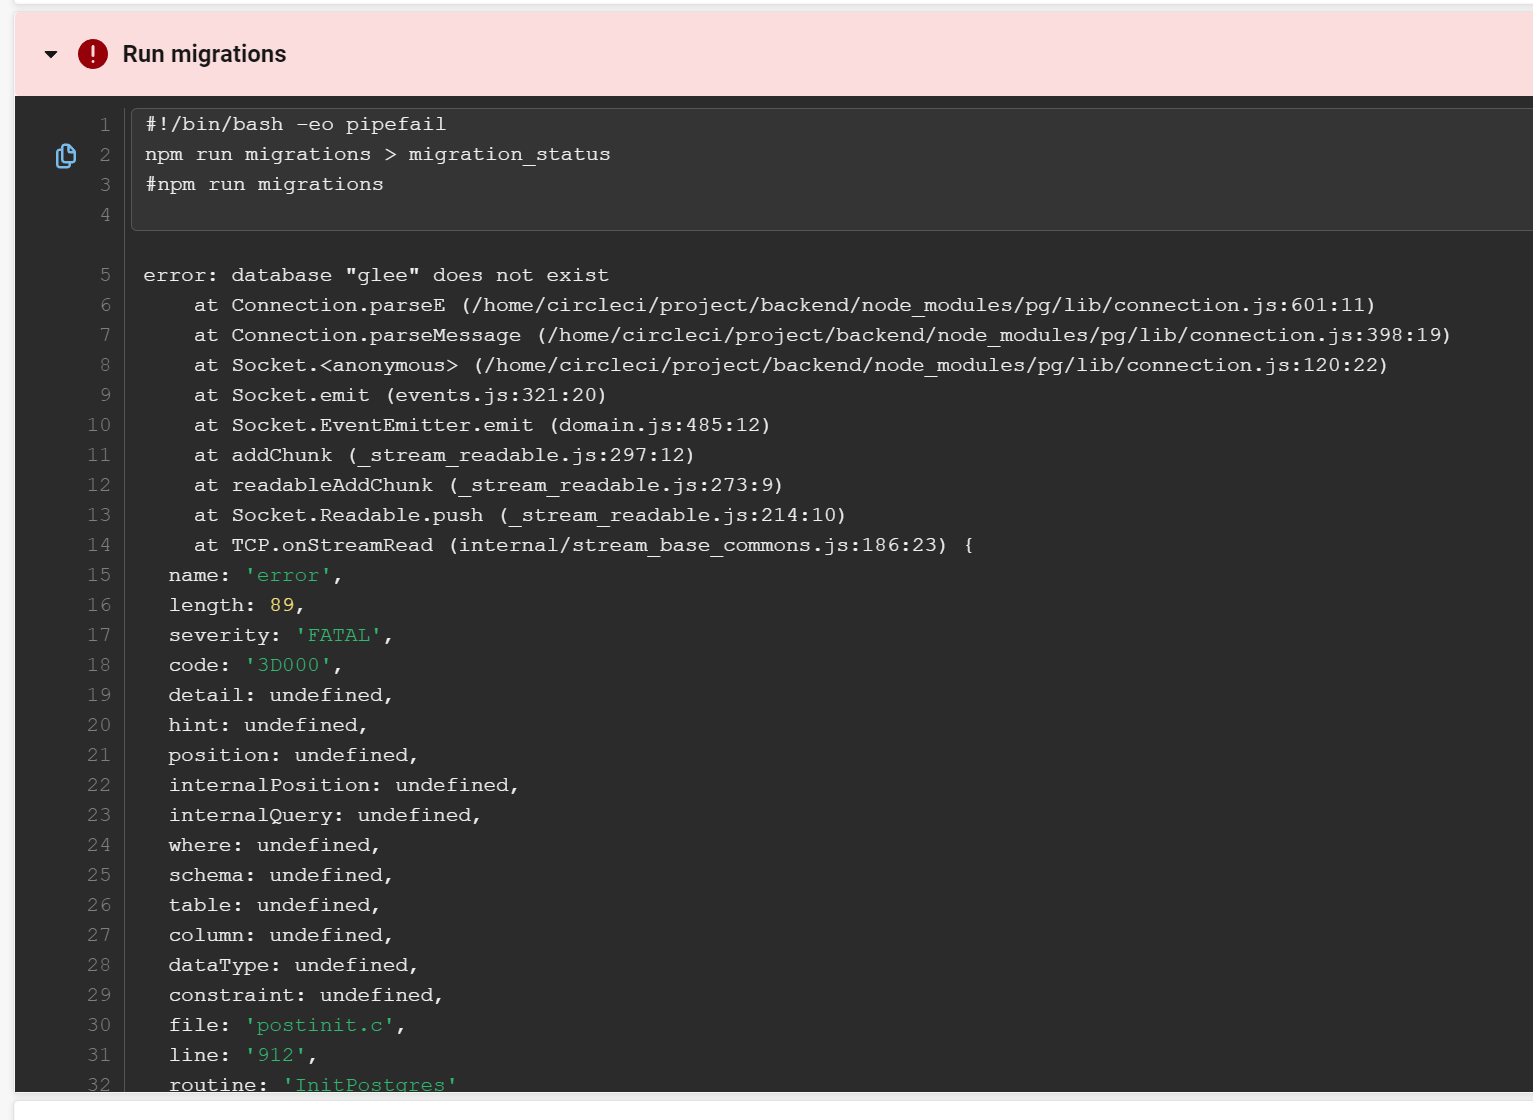 Run migrations
1 #!/bin/bash -eo pipefail
2 npm run migrations > migration_status
3 #npm run migrations
4
5 error: database "glee" does not exist
6 at Connection.parseE (/home/circleci/project/backend/node_modules/pg/lib/connection.js:601:11)
7 at Connection.parseMessage (/home/circleci/project/backend/node_modules/pg/lib/connection.js:398:19)
8 at Socket.<anonymous> (/home/circleci/project/backend/node_modules/pg/lib/connection.js:120:22)
9 at Socket.emit (events.js:321:20)
10 at Socket.EventEmitter.emit (domain.js:485:12)
11 at addChunk (_stream_readable.js:297:12)
12 at readableAddChunk (_stream_readable.js:273:9)
13 at Socket.Readable.push (_stream_readable.js:214:10)
14 at TCP.onStreamRead (internal/stream_base_commons.js:186:23) {
15 name: 'error',
16 length: 89,
17 severity: 'FATAL',
18 code: '3D000',
19 detail: undefined,
20 hint: undefined,
21 position: undefined,
22 internalPosition: undefined,
23 internalQuery: undefined,
24 where: undefined,
25 schema: undefined,
26 table: undefined,
27 column: undefined,
28 dataType: undefined,
29 constraint: undefined,
30 file: 'postinit.c',
31 line: '912',
32 routine: 'InitPostgres'